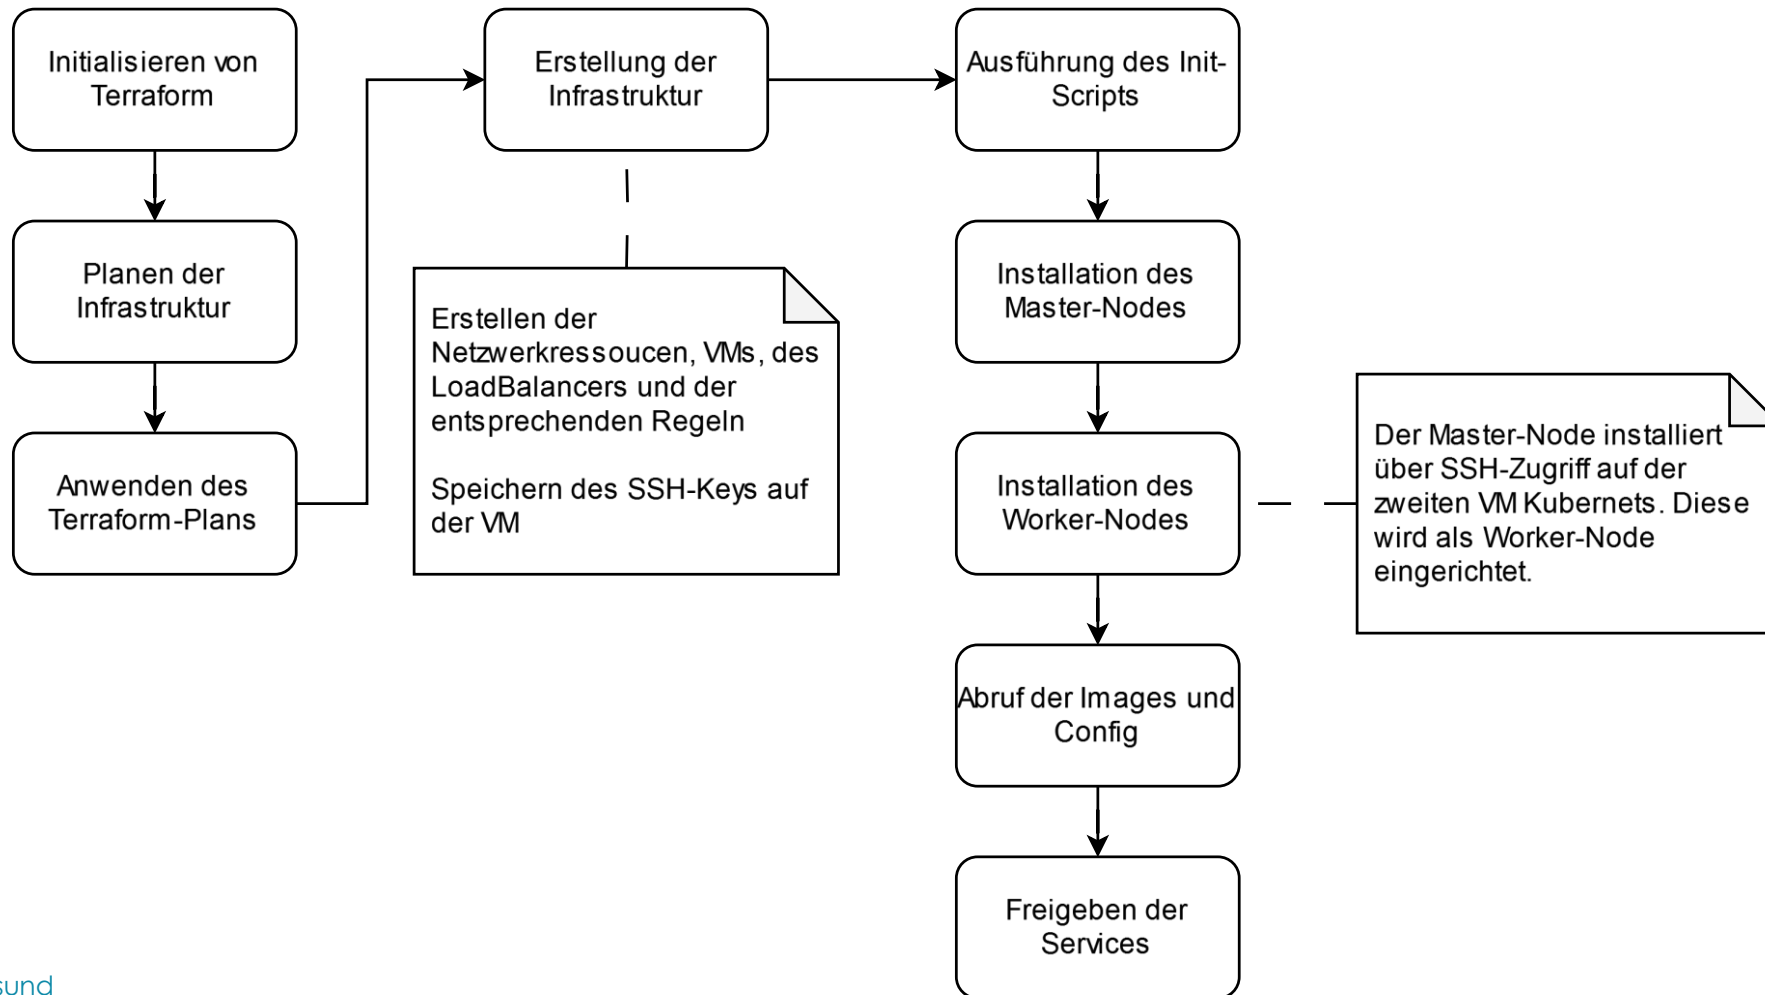 Initialisieren von
Terraform
Planen der
Infrastruktur
Anwenden des
Terraform-Plans
Erstellung der
Infrastruktur
Erstellen der
Netzwerkressoucen, VMs, des
LoadBalancers und der
entsprechenden Regeln
Speichern des SSH-Keys auf
der VM
Ausführung des Init-
Scripts
Installation des
Master-Nodes
Installation des
Worker-Nodes
Der Master-Node installiert
über SSH-Zugriff auf der
zweiten VM Kubernets. Diese
wird als Worker-Node
eingerichtet.
Abruf der Images und
Config
Freigeben der
Services
sund